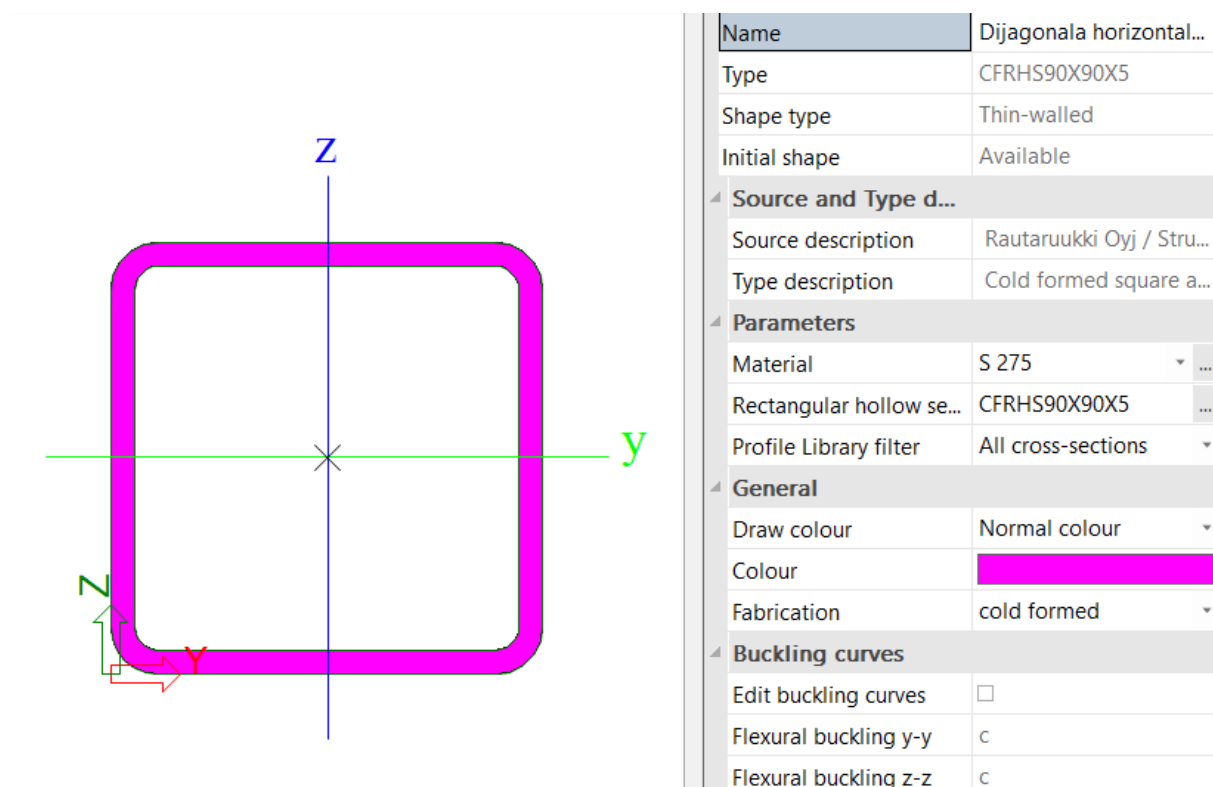 z
y
Z
Y
Name Dijagonala horizontal...
Type CFRHS90X90X5
Shape type Thin-walled
Initial shape Available
Source and Type d...
Source description Rautaruukki Oyj / Stru...
Type description Cold formed square a...
Parameters
Material S 275 ...
Rectangular hollow se... CFRHS90X90X5 ...
Profile Library filter All cross-sections
General
Draw colour Normal colour
Colour
Fabrication cold formed
Buckling curves
Edit buckling curves
Flexural buckling y-y c
Flexural buckling z-z c